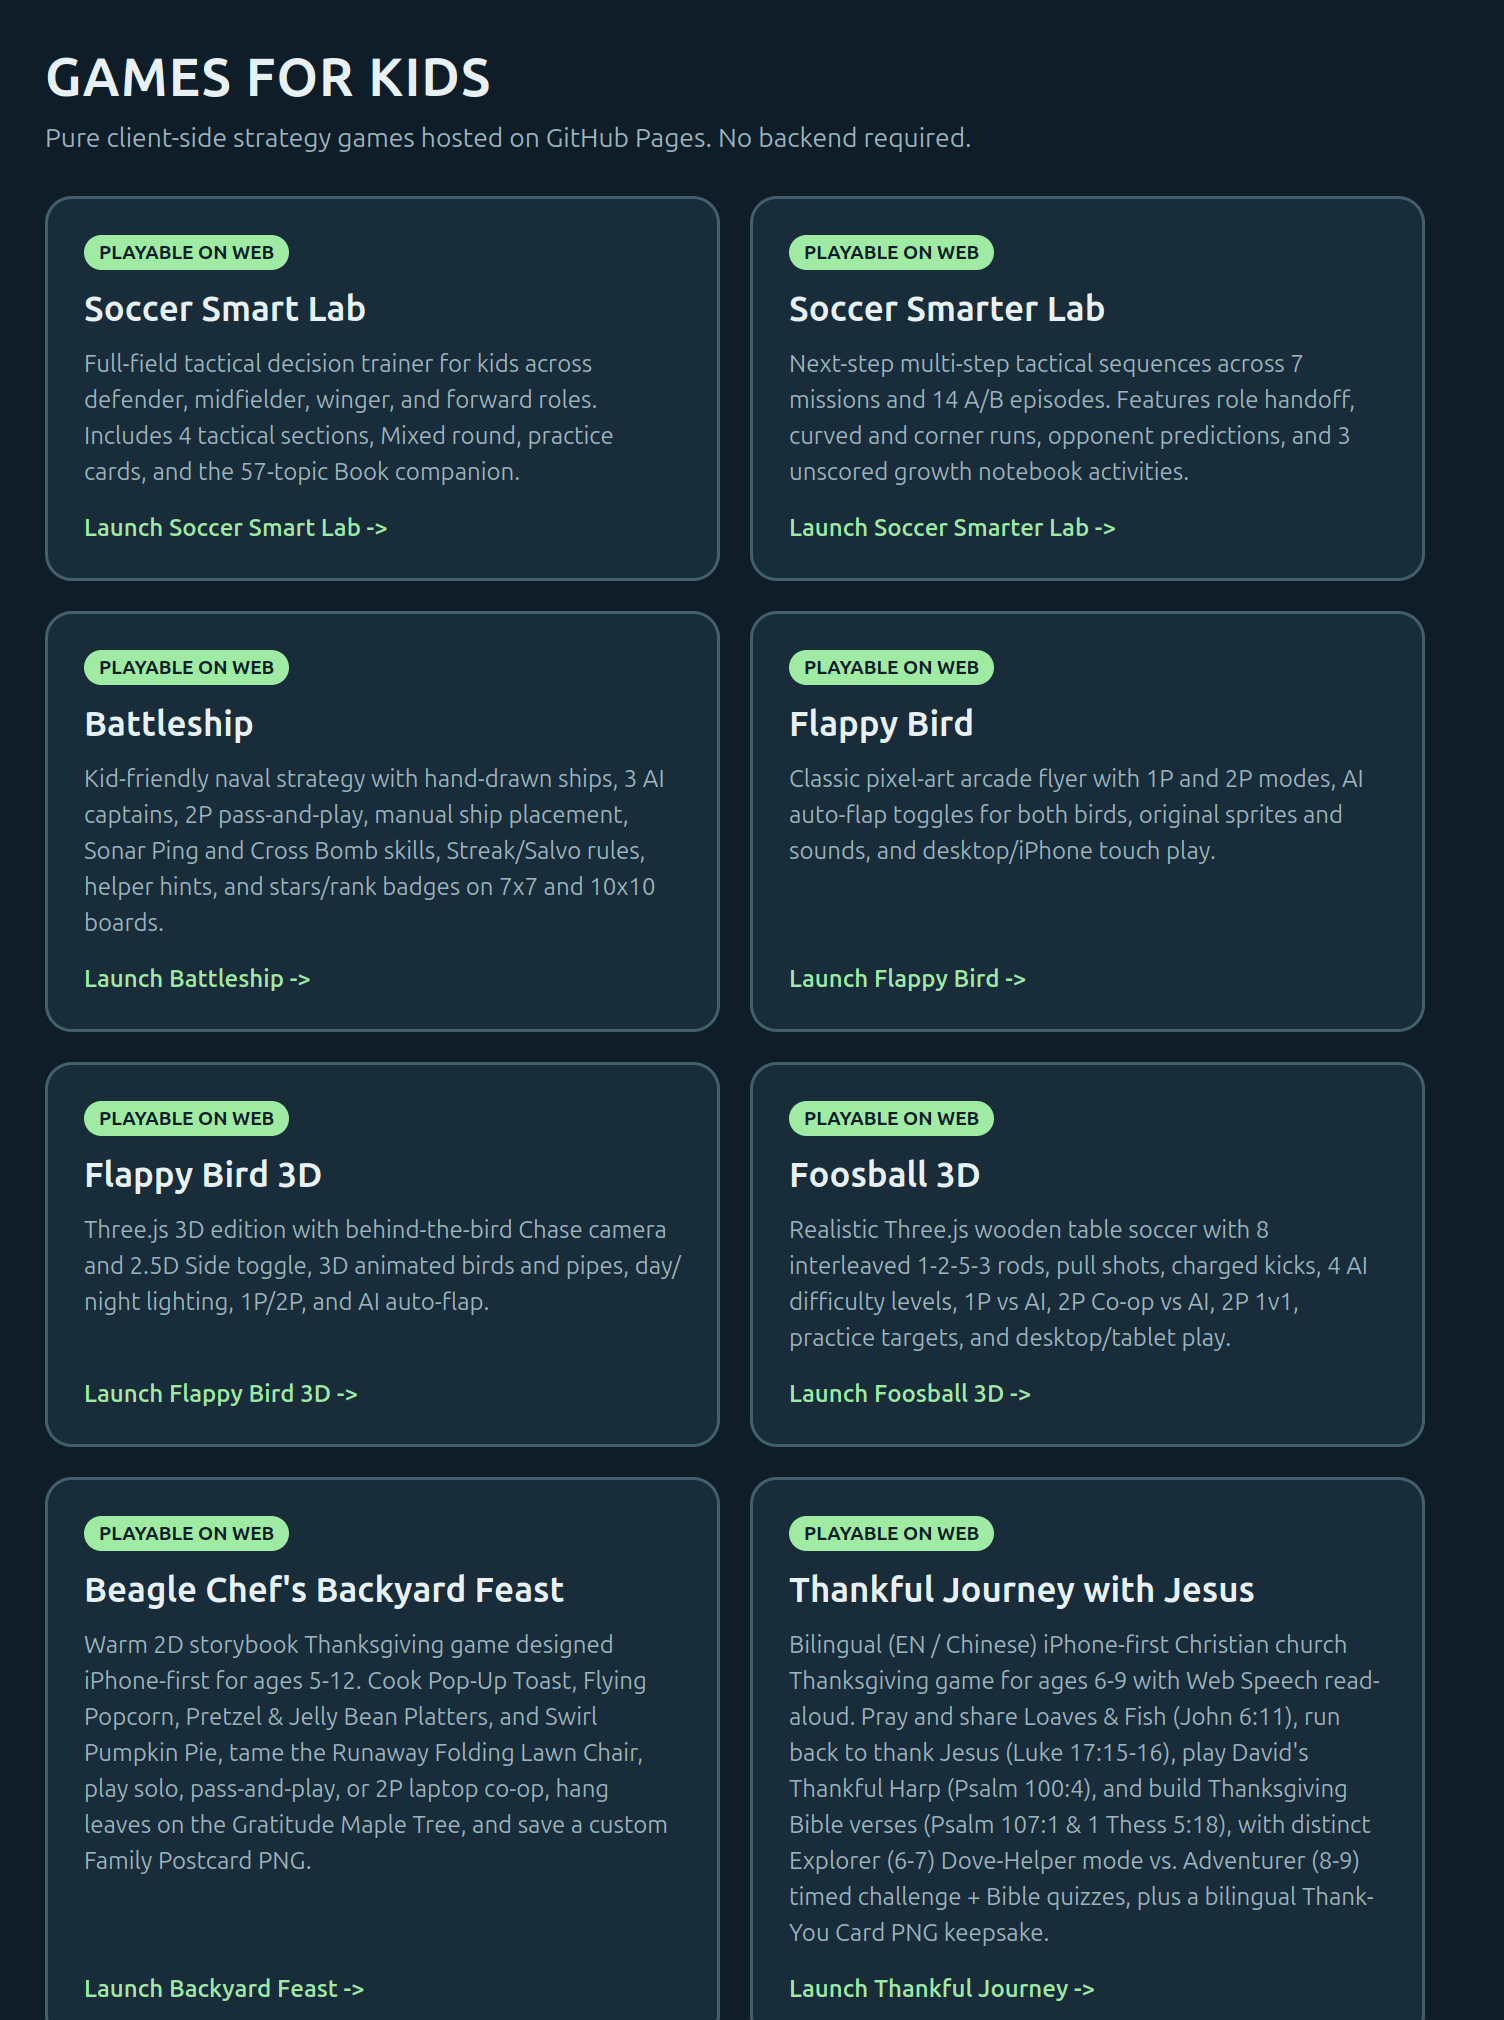 GAMES FOR KIDS
Pure client-side strategy games hosted on GitHub Pages. No backend required.
PLAYABLE ON WEB
Soccer Smart Lab
Full-field tactical decision trainer for kids across
defender, midfielder, winger, and forward roles.
Includes 4 tactical sections, Mixed round, practice
cards, and the 57-topic Book companion.
Launch Soccer Smart Lab ->
PLAYABLE ON WEB
Soccer Smarter Lab
Next-step multi-step tactical sequences across 7
missions and 14 A/B episodes. Features role handoff,
curved and corner runs, opponent predictions, and 3
unscored growth notebook activities.
Launch Soccer Smarter Lab ->
PLAYABLE ON WEB
Battleship
Kid-friendly naval strategy with hand-drawn ships, 3 AI
captains, 2P pass-and-play, manual ship placement,
Sonar Ping and Cross Bomb skills, Streak/Salvo rules,
helper hints, and stars/rank badges on 7x7 and 10x10
boards.
Launch Battleship ->
PLAYABLE ON WEB
Flappy Bird
Classic pixel-art arcade flyer with 1P and 2P modes, AI
auto-flap toggles for both birds, original sprites and
sounds, and desktop/iPhone touch play.
Launch Flappy Bird ->
PLAYABLE ON WEB
Flappy Bird 3D
Three.js 3D edition with behind-the-bird Chase camera
and 2.5D Side toggle, 3D animated birds and pipes, day/
night lighting, 1P/2P, and AI auto-flap.
Launch Flappy Bird 3D ->
PLAYABLE ON WEB
Foosball 3D
Realistic Three.js wooden table soccer with 8
interleaved 1-2-5-3 rods, pull shots, charged kicks, 4 AI
difficulty levels, 1P vs AI, 2P Co-op vs AI, 2P 1v1,
practice targets, and desktop/tablet play.
Launch Foosball 3D ->
PLAYABLE ON WEB
Beagle Chef's Backyard Feast
Warm 2D storybook Thanksgiving game designed
iPhone-first for ages 5-12. Cook Pop-Up Toast, Flying
Popcorn, Pretzel & Jelly Bean Platters, and Swirl
Pumpkin Pie, tame the Runaway Folding Lawn Chair,
play solo, pass-and-play, or 2P laptop co-op, hang
leaves on the Gratitude Maple Tree, and save a custom
Family Postcard PNG.
Launch Backyard Feast ->
PLAYABLE ON WEB
Thankful Journey with Jesus
Bilingual (EN / Chinese) iPhone-first Christian church
Thanksgiving game for ages 6-9 with Web Speech read-
aloud. Pray and share Loaves & Fish (John 6:11), run
back to thank Jesus (Luke 17:15-16), play David's
Thankful Harp (Psalm 100:4), and build Thanksgiving
Bible verses (Psalm 107:1 & 1 Thess 5:18), with distinct
Explorer (6-7) Dove-Helper mode vs. Adventurer (8-9)
timed challenge + Bible quizzes, plus a bilingual Thank-
You Card PNG keepsake.
Launch Thankful Journey ->